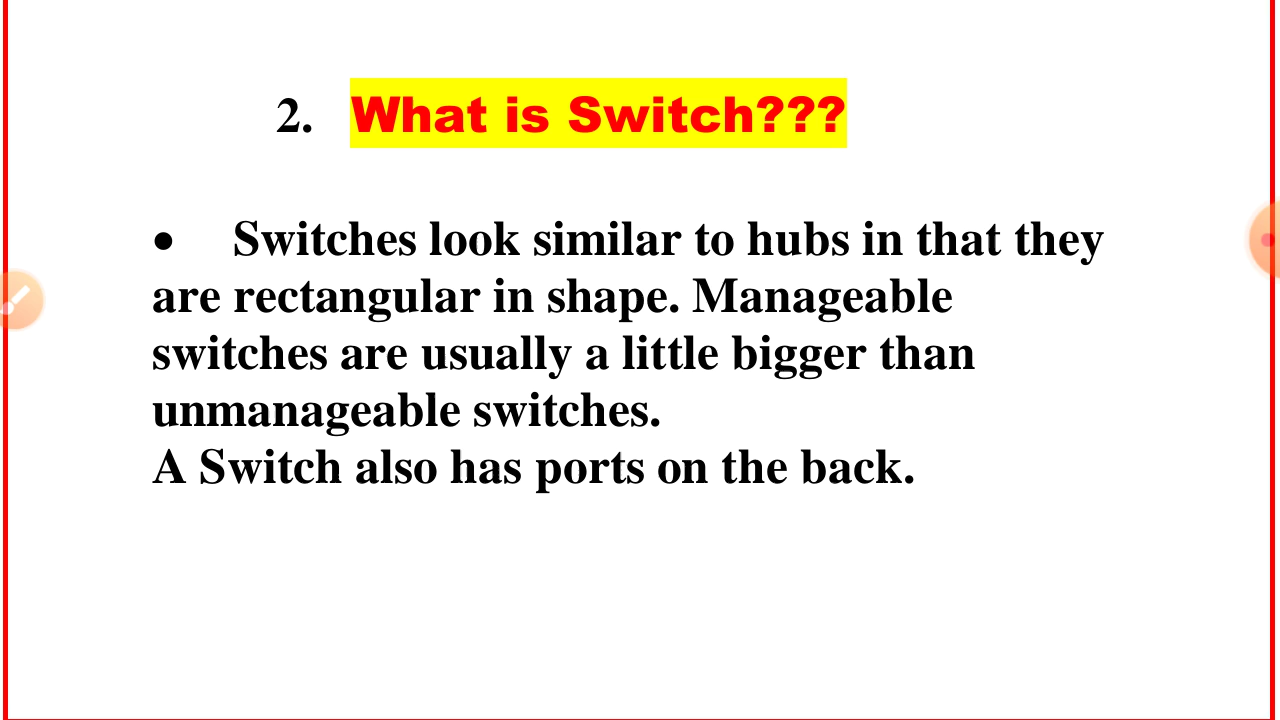 2. What is Switch???
• Switches look similar to hubs in that they
are rectangular in shape. Manageable
switches are usually a little bigger than
unmanageable switches.
A Switch also has ports on the back.